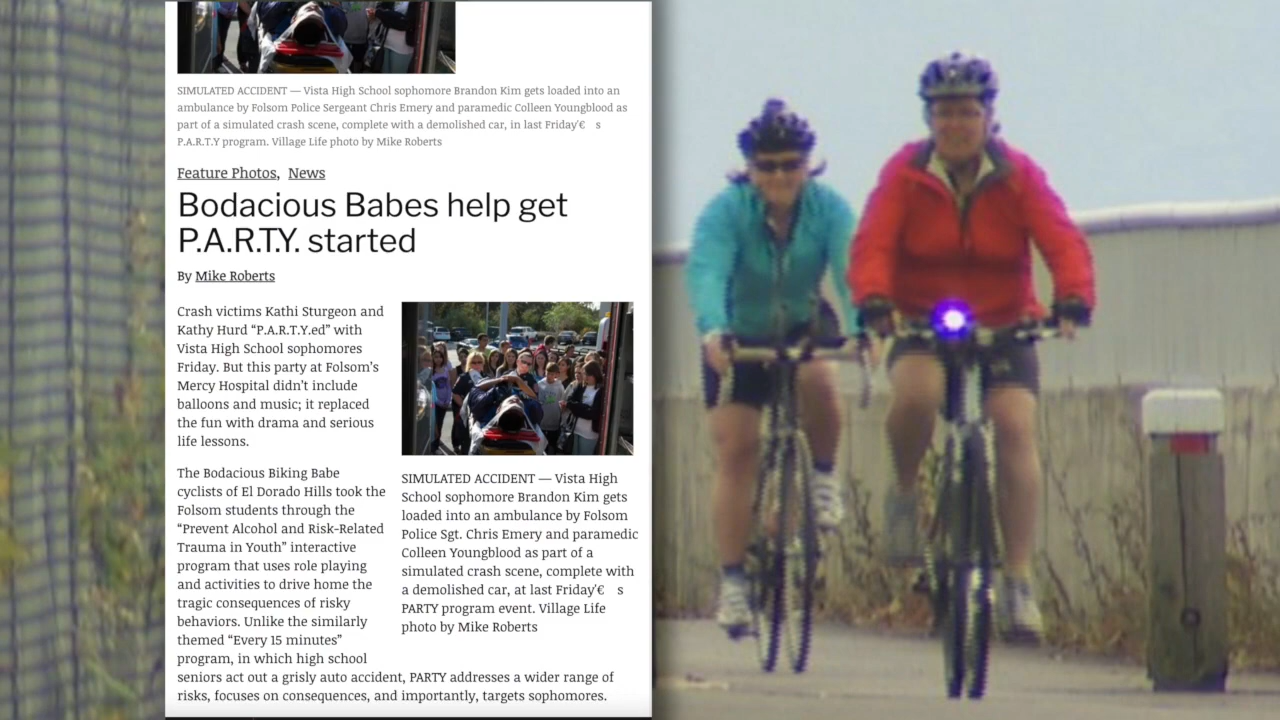 SIMULATED ACCIDENT — Vista High School sophomore Brandon Kim gets loaded into an
ambulance by Folsom Police Sergeant Chris Emery and paramedic Colleen Youngblood as
part of a simulated crash scene, complete with a demolished car, in last Friday'€ s
P.A.R.T.Y program. Village Life photo by Mike Roberts
Feature Photos, News
Bodacious Babes help get
P.A.R.T.Y. started
By Mike Roberts
Crash victims Kathi Sturgeon and
Kathy Hurd “P.A.R.T.Y.ed” with
Vista High School sophomores
Friday. But this party at Folsom’s
Mercy Hospital didn’t include
balloons and music; it replaced
the fun with drama and serious
life lessons.
The Bodacious Biking Babe
cyclists of El Dorado Hills took the
Folsom students through the
“Prevent Alcohol and Risk-Related
Trauma in Youth” interactive
program that uses role playing
and activities to drive home the
tragic consequences of risky
behaviors. Unlike the similarly
themed “Every 15 minutes”
program, in which high school
seniors act out a grisly auto accident, PARTY addresses a wider range of
risks, focuses on consequences, and importantly, targets sophomores.
SIMULATED ACCIDENT — Vista High
School sophomore Brandon Kim gets
loaded into an ambulance by Folsom
Police Sgt. Chris Emery and paramedic
Colleen Youngblood as part of a
simulated crash scene, complete with
a demolished car, at last Friday'€ s
PARTY program event. Village Life
photo by Mike Roberts